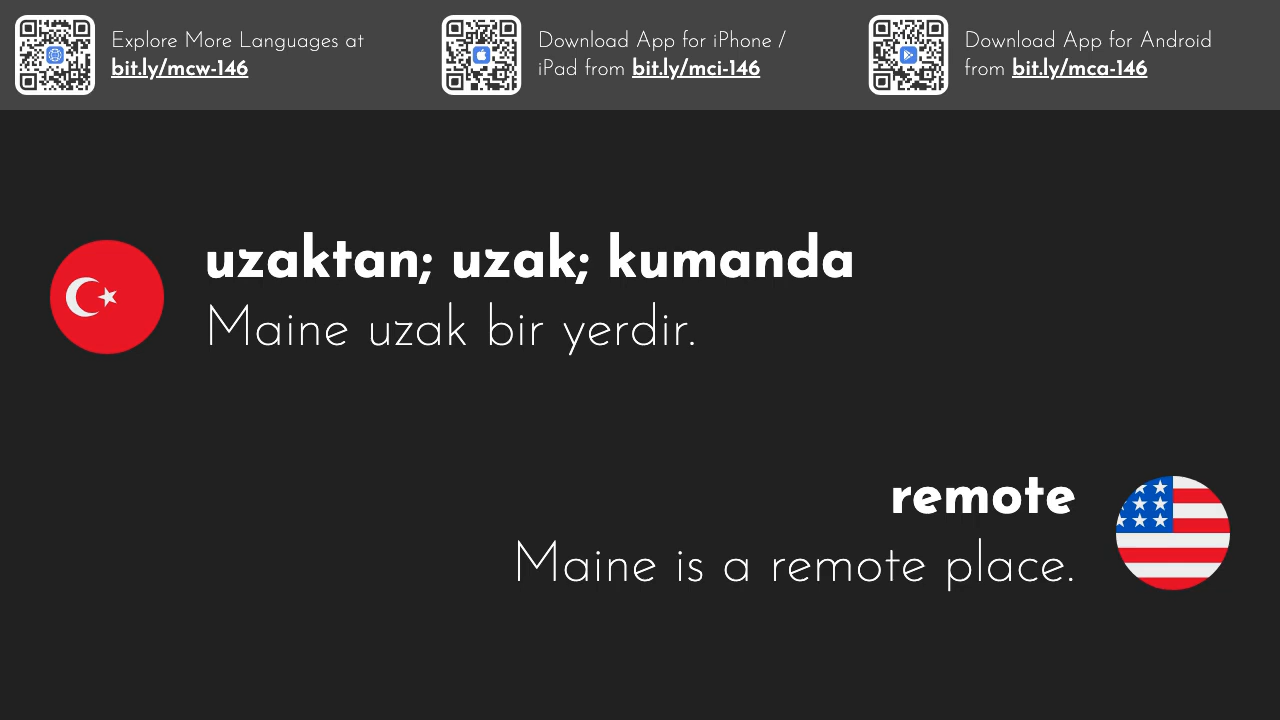 Explore More Languages at
bit.ly/mcw-146
Download App for iPhone /
iPad from bit.ly/mci-146
Download App for Android
from bit.ly/mca-146
uzaktan; uzak; kumanda
Maine uzak bir yerdir.
remote
Maine is a remote place.